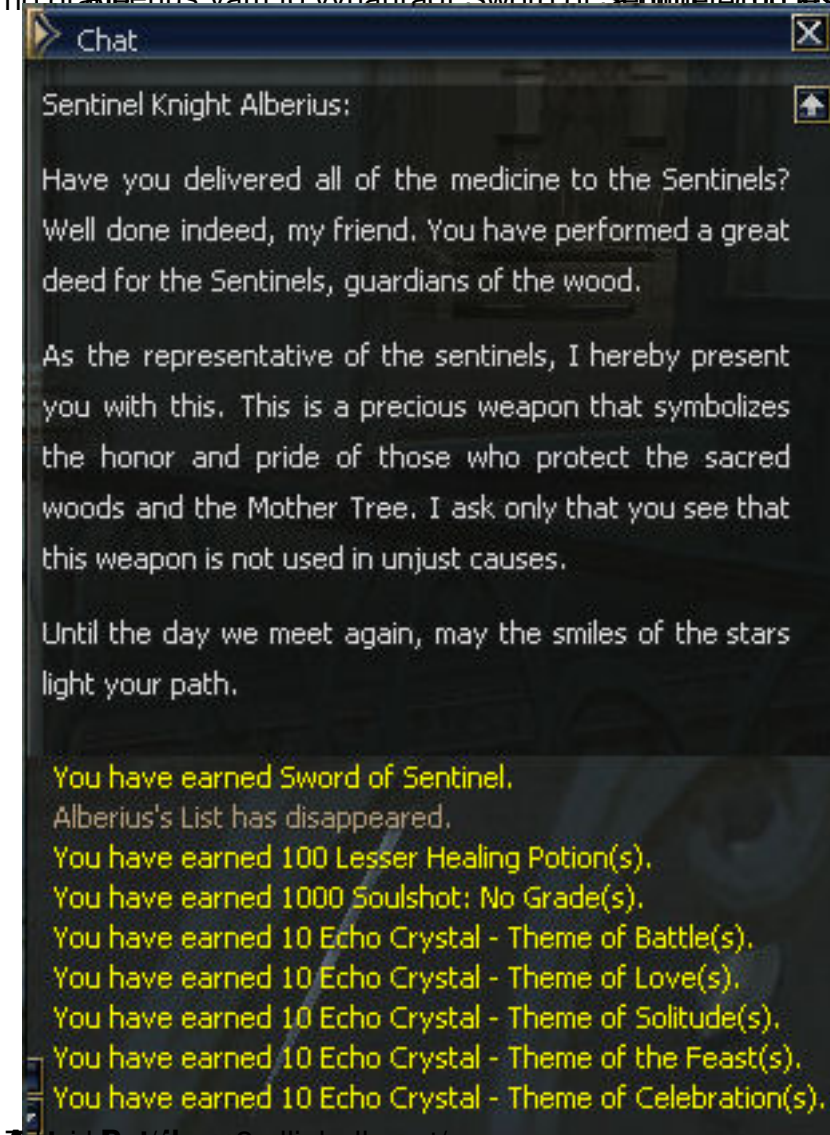 Chat
Sentinel Knight Alberius:
Have you delivered all of the medicine to the Sentinels?
Well done indeed, my friend. You have performed a great
deed for the Sentinels, guardians of the wood.
As the representative of the sentinels, I hereby present
you with this. This is a precious weapon that symbolizes
the honor and pride of those who protect the sacred
woods and the Mother Tree. I ask only that you see that
this weapon is not used in unjust causes.
Until the day we meet again, may the smiles of the stars
light your path.
You have earned Sword of Sentinel.
Alberius's List has disappeared.
You have earned 100 Lesser Healing Potion(s).
You have earned 1000 Soulshot: No Grade(s).
You have earned 10 Echo Crystal - Theme of Battle(s).
You have earned 10 Echo Crystal - Theme of Love(s).
You have earned 10 Echo Crystal - Theme of Solitude(s).
You have earned 10 Echo Crystal - Theme of the Feast(s).
You have earned 10 Echo Crystal - Theme of Celebration(s).